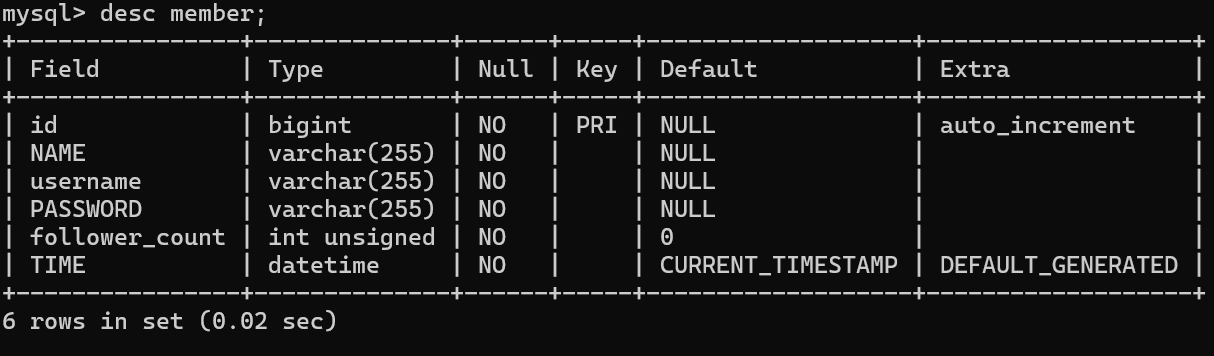 mysql> desc member;
+----------------+--------------+------+-----+-------------------+-------------------+
| Field          | Type         | Null | Key | Default           | Extra             |
+----------------+--------------+------+-----+-------------------+-------------------+
| id             | bigint       | NO   | PRI | NULL              | auto_increment    |
| NAME           | varchar(255) | NO   |     | NULL              |                   |
| username       | varchar(255) | NO   |     | NULL              |                   |
| PASSWORD       | varchar(255) | NO   |     | NULL              |                   |
| follower_count | int unsigned | NO   |     | 0                 |                   |
| TIME           | datetime     | NO   |     | CURRENT_TIMESTAMP | DEFAULT_GENERATED |
+----------------+--------------+------+-----+-------------------+-------------------+
6 rows in set (0.02 sec)